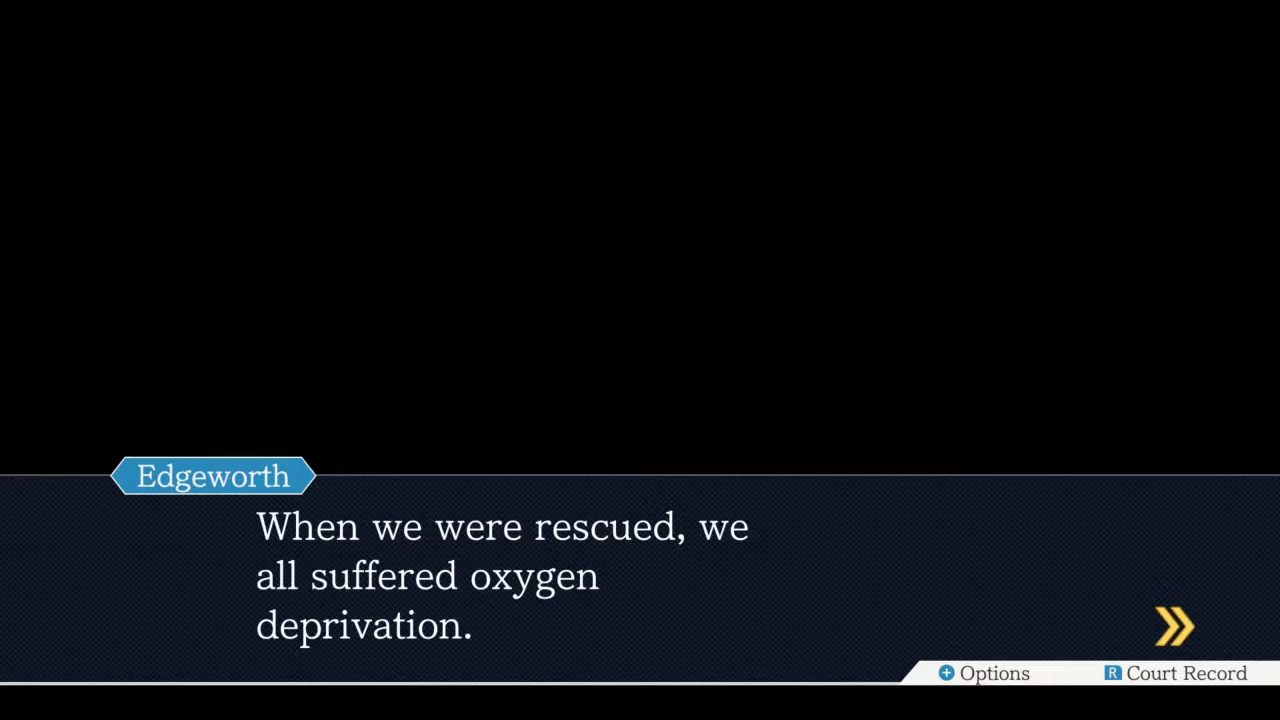 Edgeworth
When we were rescued, we
all suffered oxygen
deprivation.
+ Options
R Court Record